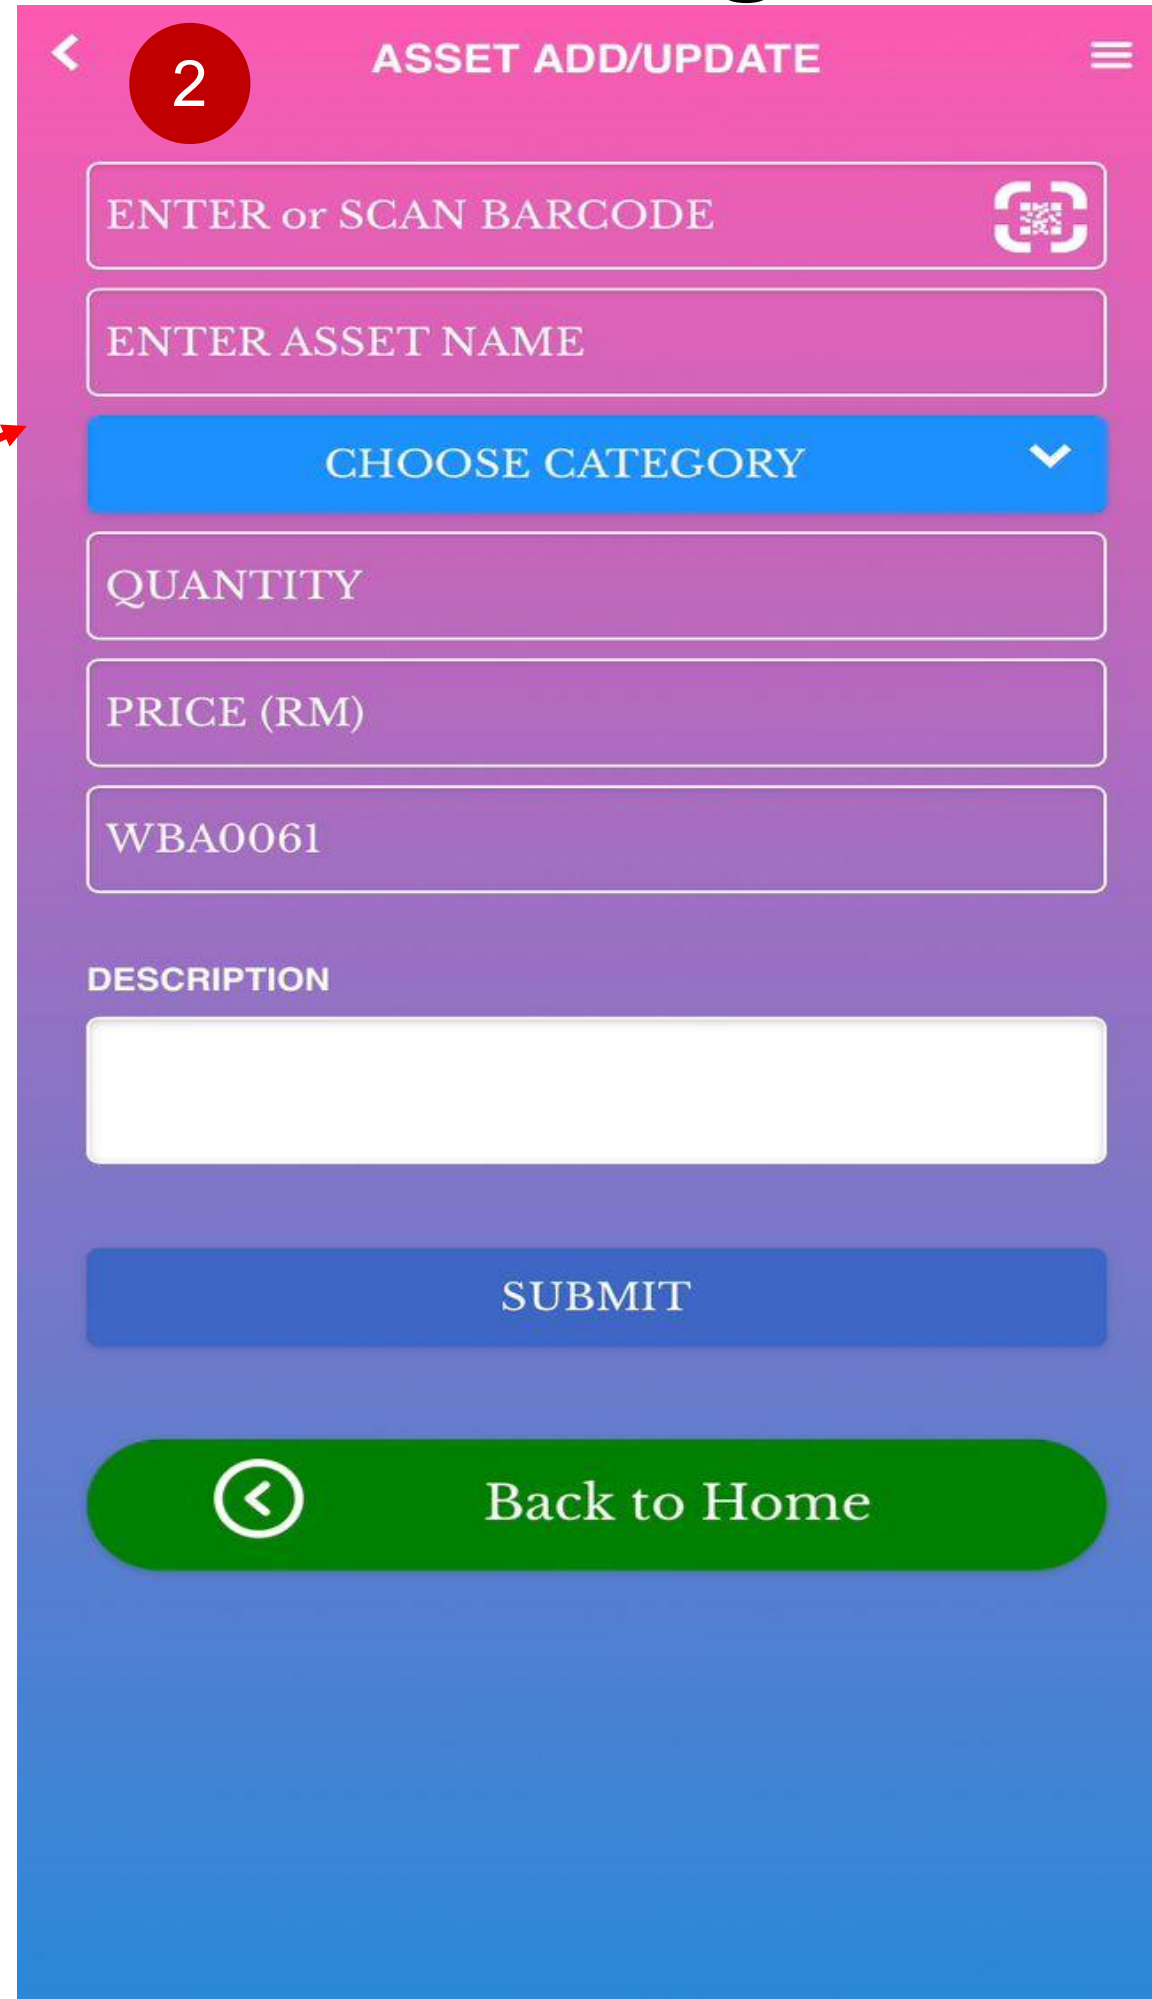 2
ASSET ADD/UPDATE
ENTER or SCAN BARCODE
ENTER ASSET NAME
CHOOSE CATEGORY
QUANTITY
PRICE (RM)
WBA0061
DESCRIPTION
SUBMIT
Back to Home